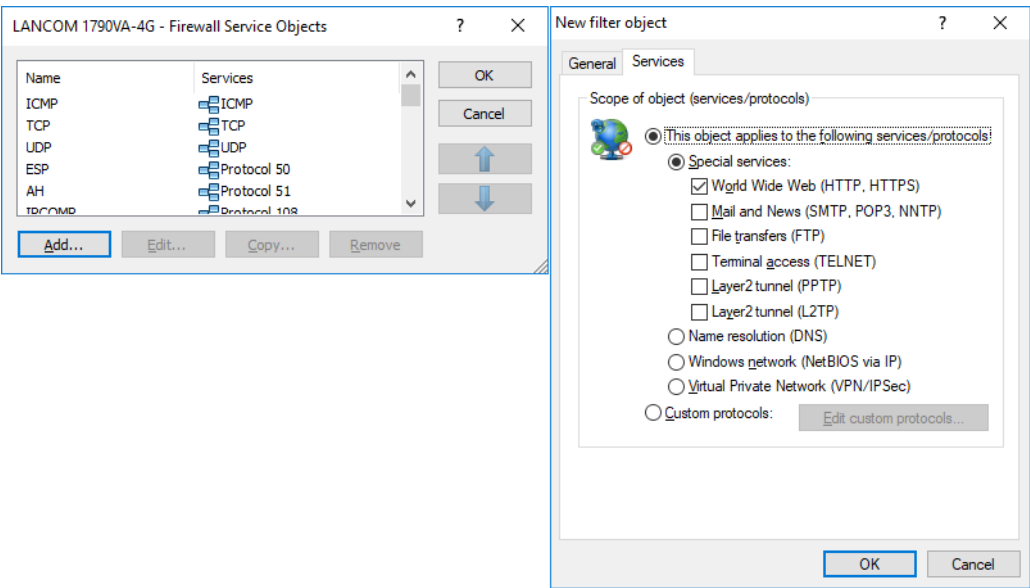 LANCOM 1790VA-4G - Firewall Service Objects
Name Services
ICMP ICMP
TCP TCP
UDP UDP
ESP Protocol 50
AH Protocol 51
IPCOMP Protocol 108
OK
Cancel
Add... Edit... Copy... Remove
New filter object
General Services
Scope of object (services/protocols)
This object applies to the following services/protocols
Special services:
World Wide Web (HTTP, HTTPS)
Mail and News (SMTP, POP3, NNTP)
File transfers (FTP)
Terminal access (TELNET)
Layer2 tunnel (PPTP)
Layer2 tunnel (L2TP)
Name resolution (DNS)
Windows network (NetBIOS via IP)
Virtual Private Network (VPN/IPSec)
Custom protocols: Edit custom protocols...
OK Cancel